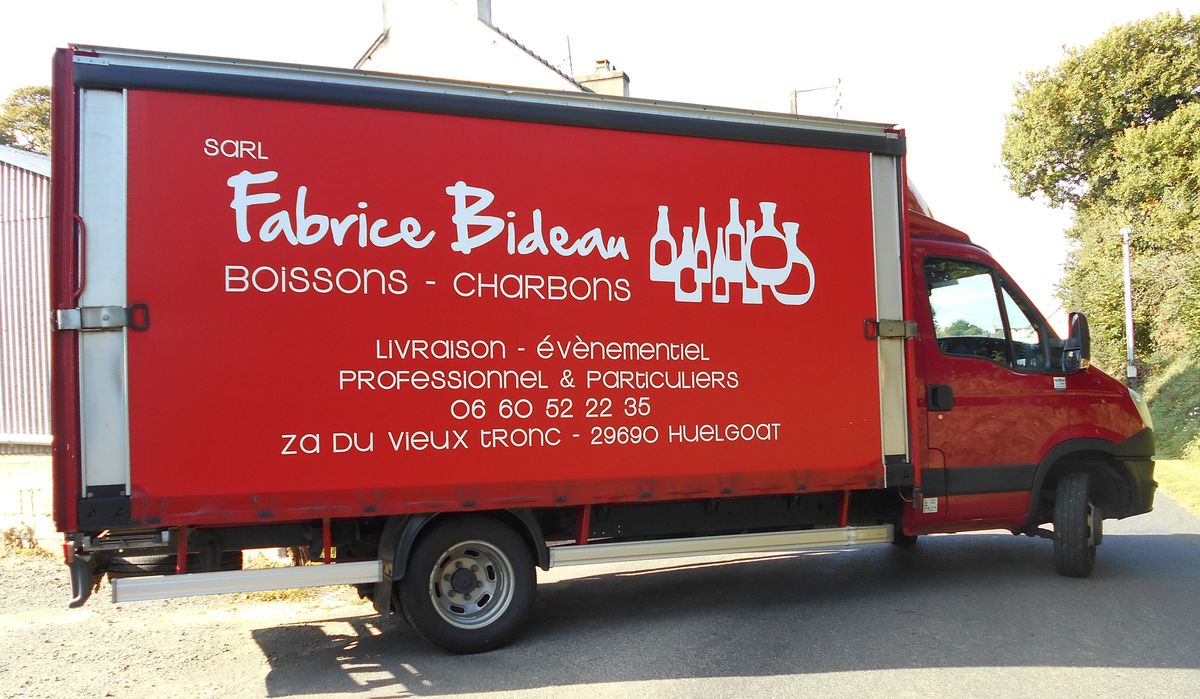 SARL
Fabrice Bideau
BOISSONS - CHARBONS
LIVRAISON - ÉVÈNEMENTIEL
PROFESSIONNEL & PARTICULIERS
06 60 52 22 35
ZA DU VIEUX TRONC - 29690 HUELGOAT